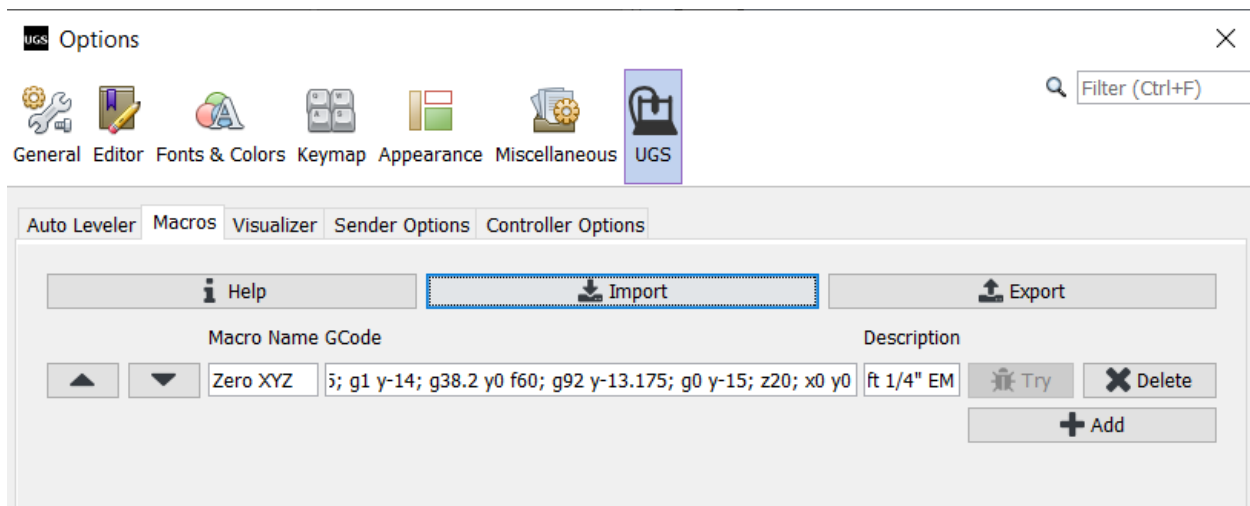 UGS Options
Filter (Ctrl+F)
General Editor Fonts & Colors Keymap Appearance Miscellaneous UGS
Auto Leveler Macros Visualizer Sender Options Controller Options
Help Import Export
Macro Name GCode Description
Zero XYZ 5; g1 y-14; g38.2 y0 f60; g92 y-13.175; g0 y-15; z20; x0 y0 ft 1/4" EM Try Delete
Add